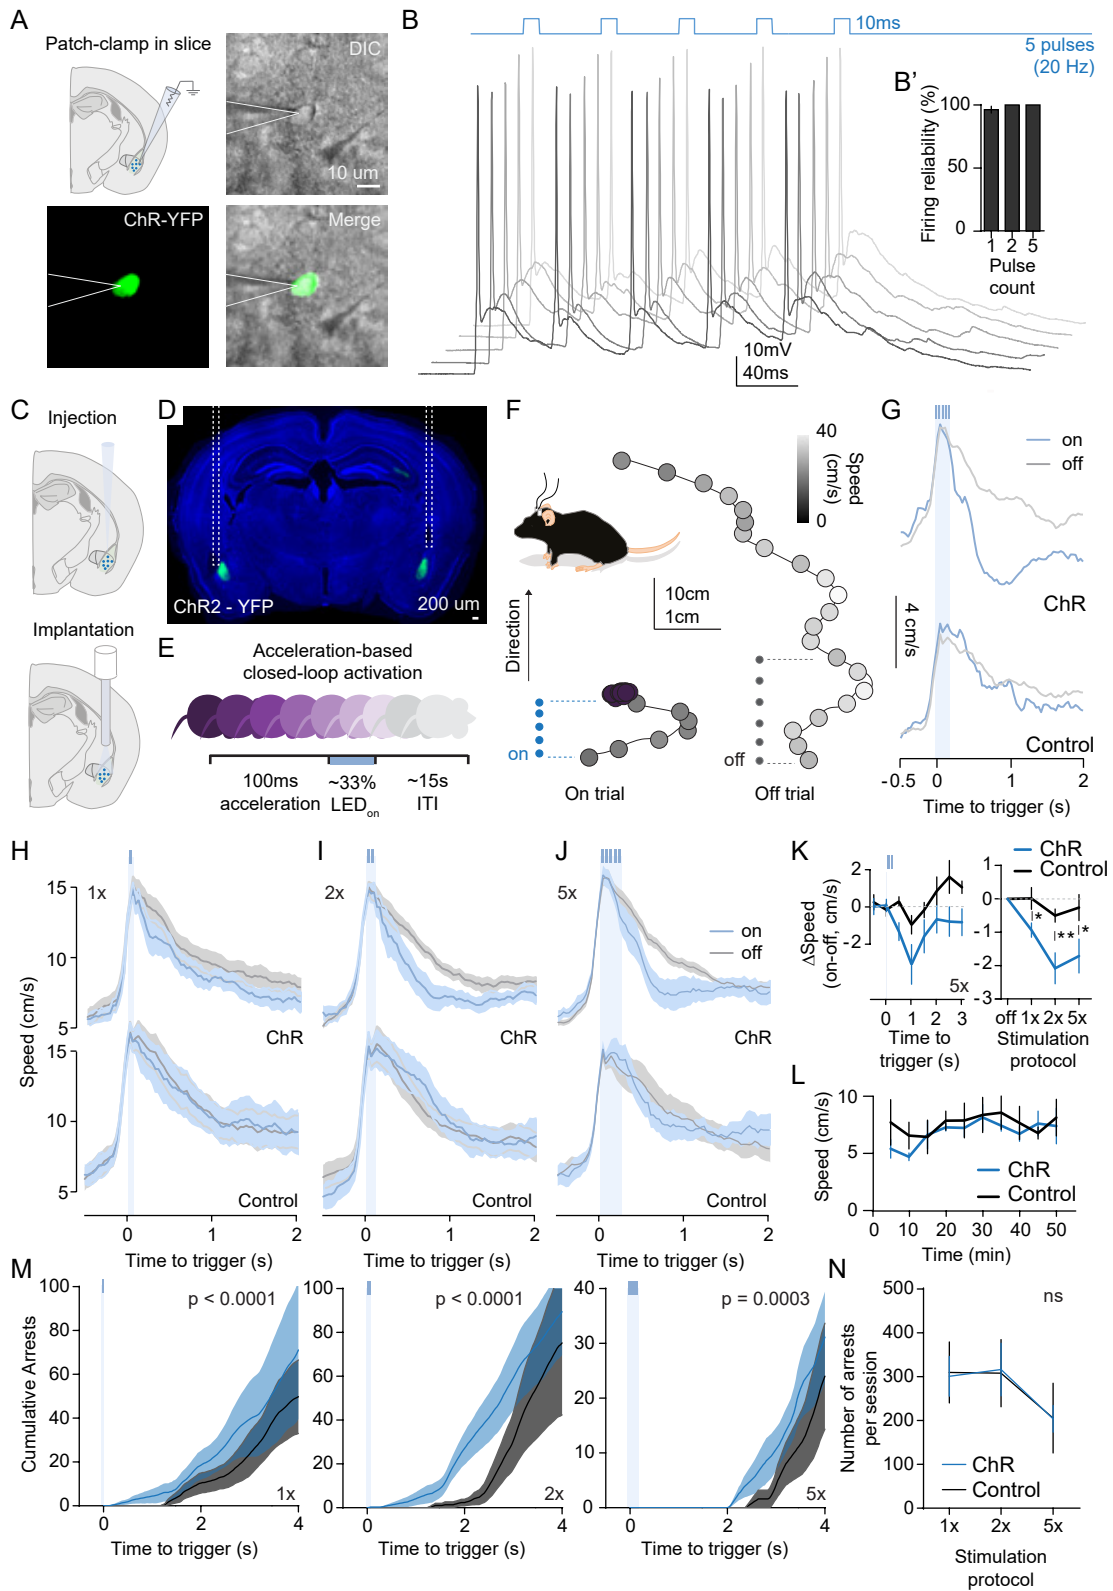 A
Patch-clamp in slice
DIC
10 um
ChR-YFP
Merge
B
10ms
5 pulses
(20 Hz)
B'
Firing reliability (%)
100
50
0
1 2 5
Pulse
count
10mV
40ms
C
Injection
Implantation
D
ChR2 - YFP
200 um
E
Acceleration-based
closed-loop activation
100ms
acceleration
~33%
LEDon
~15s
ITI
F
40
0
Speed
(cm/s)
10cm
1cm
Direction
on
off
On trial
Off trial
G
on
off
ChR
4 cm/s
Control
-0.5 0 1 2
Time to trigger (s)
H
1x
15
10
5
ChR
Speed (cm/s)
15
10
5
Control
0 1 2
Time to trigger (s)
I
2x
ChR
Control
0 1 2
Time to trigger (s)
J
5x
on
off
ChR
Control
0 1 2
Time to trigger (s)
K
ΔSpeed
(on-off, cm/s)
2
0
-2
5x
0 1 2 3
Time to
trigger (s)
ChR
Control
1
0
-1
-2
-3
*
**
*
off 1x 2x 5x
Stimulation
protocol
L
Speed (cm/s)
10
5
0
ChR
Control
0 10 20 30 40 50
Time (min)
M
Cumulative Arrests
100
80
60
40
20
0
p < 0.0001
1x
0 2 4
Time to trigger (s)
100
80
60
40
20
0
p < 0.0001
2x
0 2 4
Time to trigger (s)
40
30
20
10
0
p = 0.0003
5x
0 2 4
Time to trigger (s)
N
Number of arrests
per session
500
400
300
200
100
0
ns
ChR
Control
1x 2x 5x
Stimulation
protocol